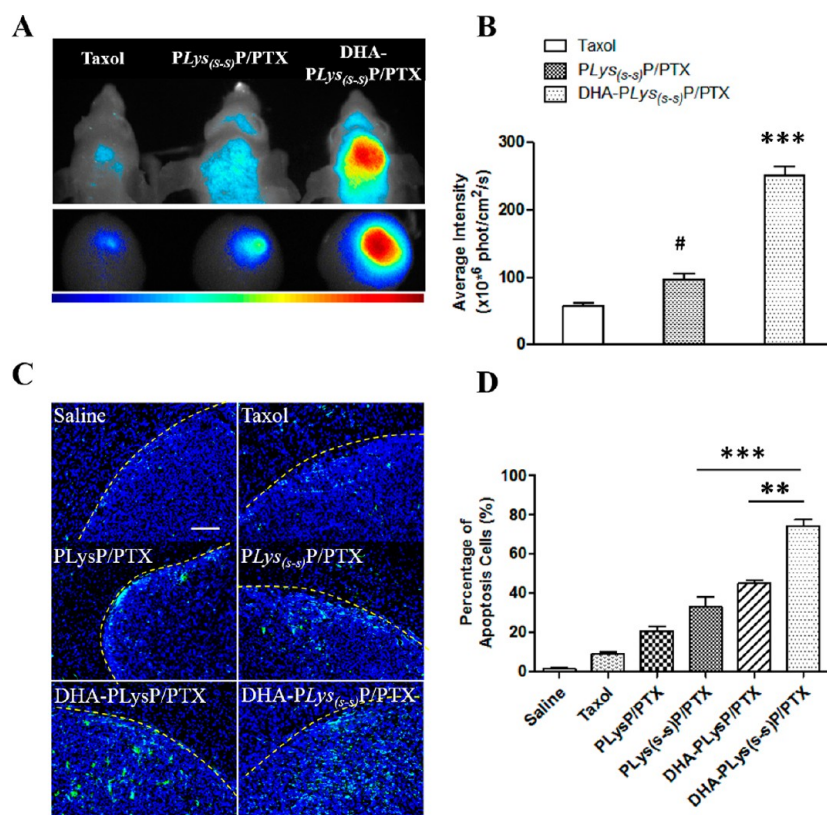 A
Taxol
PLys(s-s)P/PTX
DHA-
PLys(s-s)P/PTX
B
Taxol
PLys(s-s)P/PTX
DHA-PLys(s-s)P/PTX
300
200
100
0
Average Intensity
(x10*⁶ phot/cm²/s)
#
***
C
Saline
Taxol
PLysP/PTX
PLys(s-s)P/PTX
DHA-PLysP/PTX
DHA-PLys(s-s)P/PTX
D
100
80
60
40
20
0
Percentage of
Apoptosis Cells (%)
***
**
Saline
Taxol
PLysP/PTX
PLys(s-s)P/PTX
DHA-PLysP/PTX
DHA-PLys(s-s)P/PTX